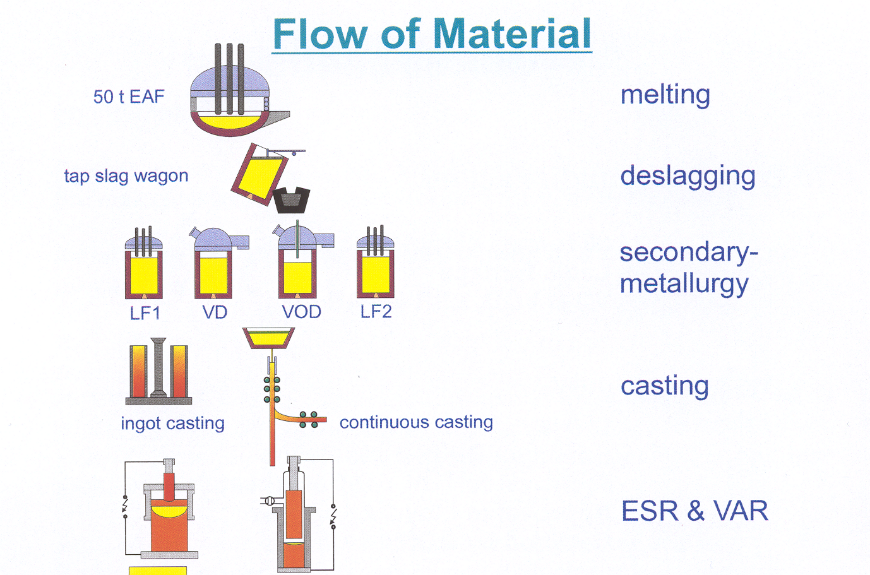 Flow of Material
50 t EAF
melting
tap slag wagon
deslagging
secondary-
metallurgy
LF1
VD
VOD
LF2
casting
ingot casting
continuous casting
ESR & VAR